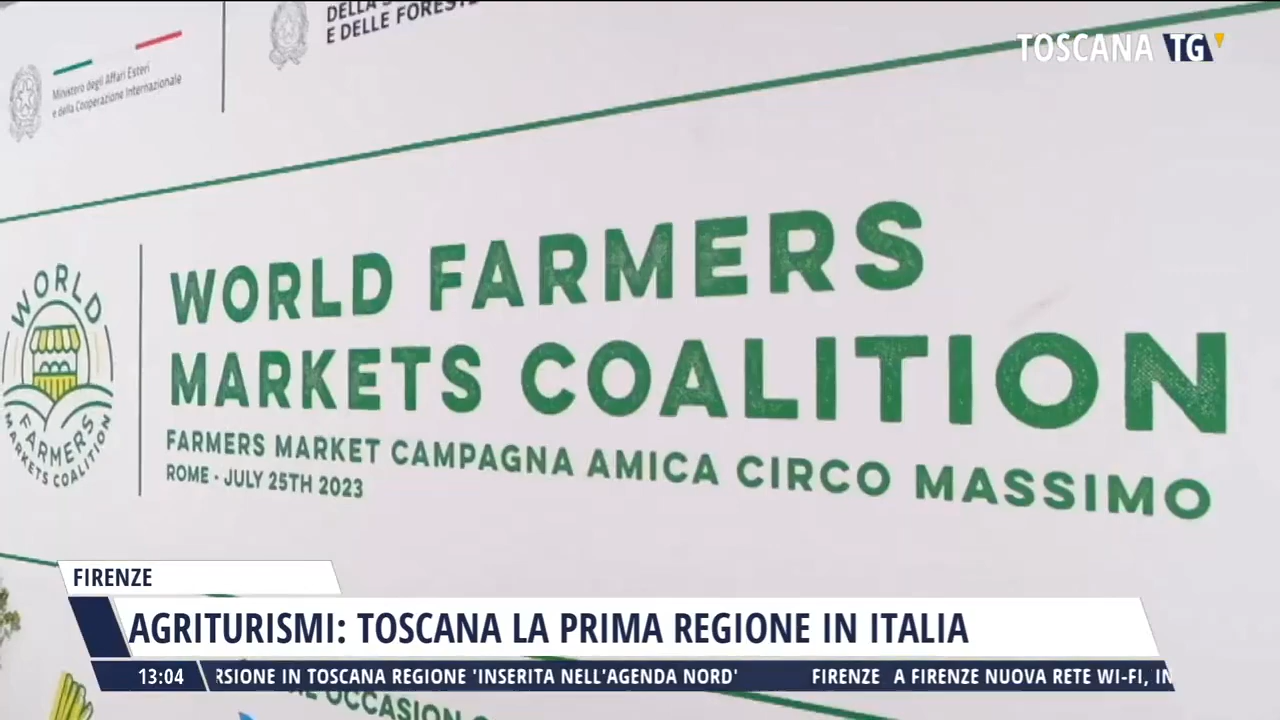 E DELLE FORESTE
Ministero degli Affari Esteri
e della Cooperazione Internazionale
TOSCANA TG
WORLD
FARMERS
MARKETS COALITION
WORLD FARMERS
MARKETS COALITION
FARMERS MARKET CAMPAGNA AMICA CIRCO MASSIMO
ROME - JULY 25TH 2023
FIRENZE
AGRITURISMI: TOSCANA LA PRIMA REGIONE IN ITALIA
13:04 RSIONE IN TOSCANA REGIONE 'INSERITA NELL'AGENDA NORD' FIRENZE A FIRENZE NUOVA RETE WI-FI, IN
OCCASION